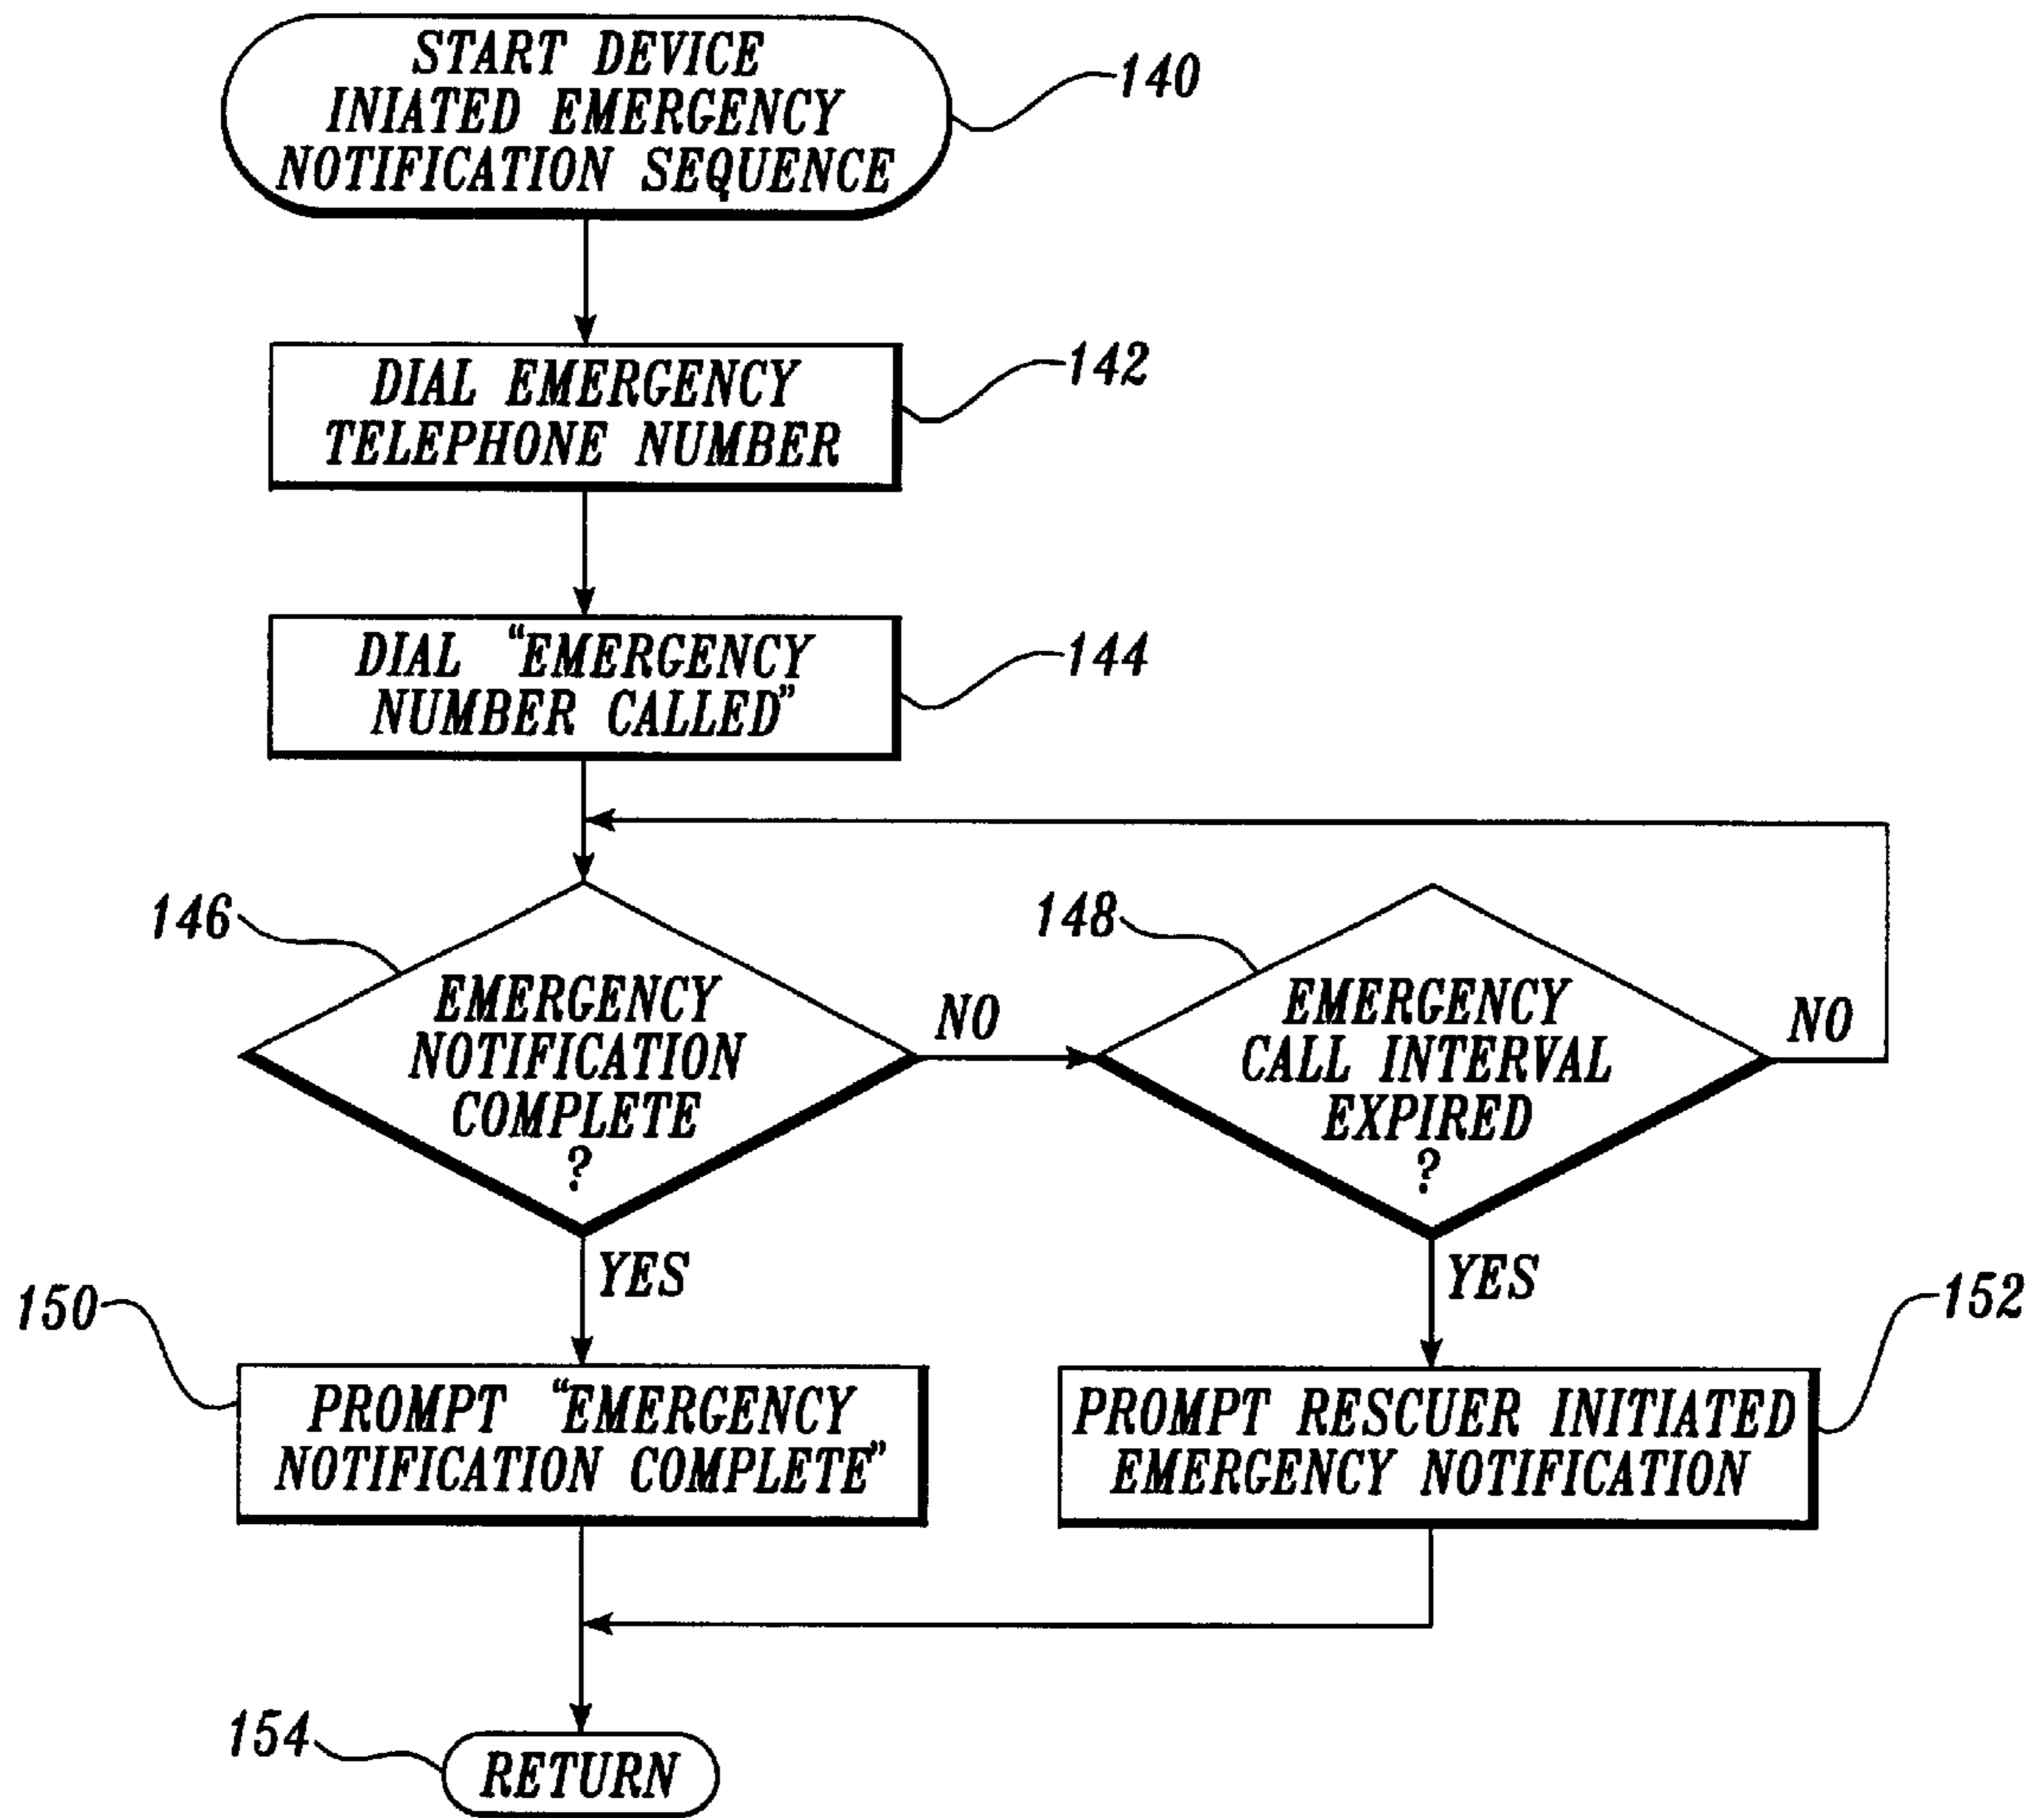 START DEVICE
INIATED EMERGENCY
NOTIFICATION SEQUENCE
140
DIAL EMERGENCY
TELEPHONE NUMBER
142
DIAL “EMERGENCY
NUMBER CALLED”
144
146
EMERGENCY
NOTIFICATION
COMPLETE
?
NO
148
EMERGENCY
CALL INTERVAL
EXPIRED
?
NO
YES
YES
150
PROMPT “EMERGENCY
NOTIFICATION COMPLETE”
152
PROMPT RESCUER INITIATED
EMERGENCY NOTIFICATION
154
RETURN